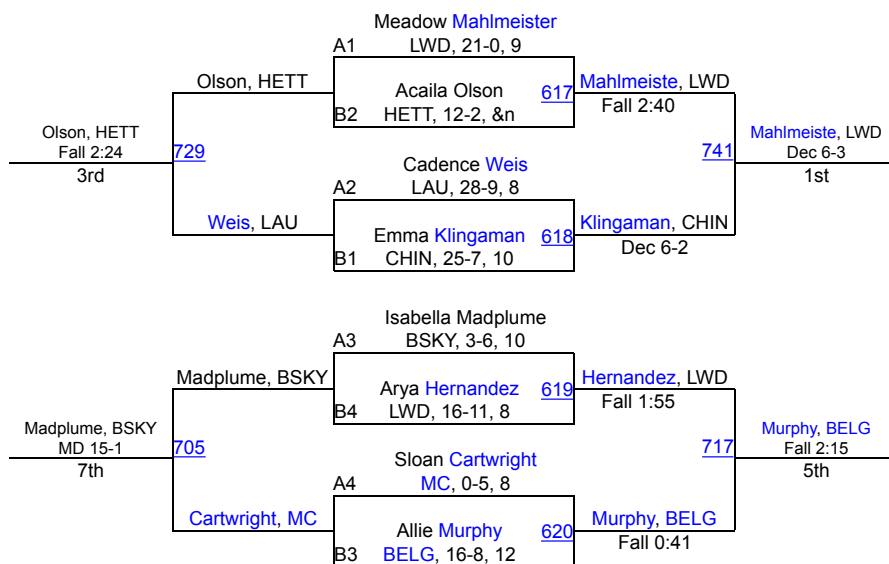 Meadow Mahlmeister
A1 LWD, 21-0, 9
Olson, HETT
Acaila Olson
617 Mahlmeiste, LWD
B2 HETT, 12-2, &n
Fall 2:40
Olson, HETT
Fall 2:24
729
3rd
741
Mahlmeiste, LWD
Dec 6-3
1st
Cadence Weis
A2 LAU, 28-9, 8
Weis, LAU
Emma Klingaman
618 Klingaman, CHIN
B1 CHIN, 25-7, 10
Dec 6-2
Isabella Madplume
A3 BSKY, 3-6, 10
Madplume, BSKY
Arya Hernandez
619 Hernandez, LWD
B4 LWD, 16-11, 8
Fall 1:55
Madplume, BSKY
MD 15-1
705
7th
717
Murphy, BELG
Fall 2:15
5th
Sloan Cartwright
A4 MC, 0-5, 8
Cartwright, MC
Allie Murphy
620 Murphy, BELG
B3 BELG, 16-8, 12
Fall 0:41